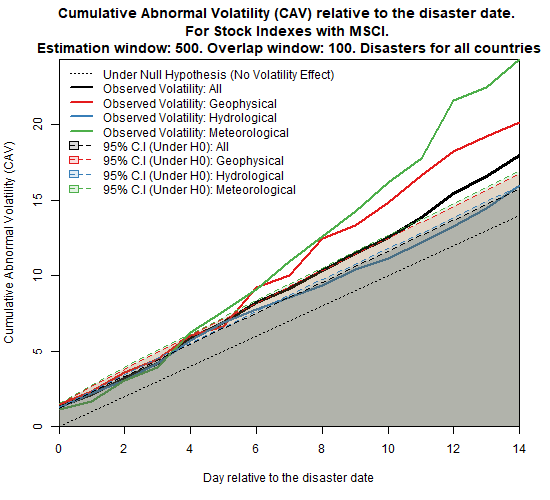 Cumulative Abnormal Volatility (CAV) relative to the disaster date.
For Stock Indexes with MSCI.
Estimation window: 500. Overlap window: 100. Disasters for all countries
Under Null Hypothesis (No Volatility Effect)
Observed Volatility: All
Observed Volatility: Geophysical
Observed Volatility: Hydrological
Observed Volatility: Meteorological
95% C.I (Under H0): All
95% C.I (Under H0): Geophysical
95% C.I (Under H0): Hydrological
95% C.I (Under H0): Meteorological
Cumulative Abnormal Volatility (CAV)
20
15
10
5
0
0 2 4 6 8 10 12 14
Day relative to the disaster date